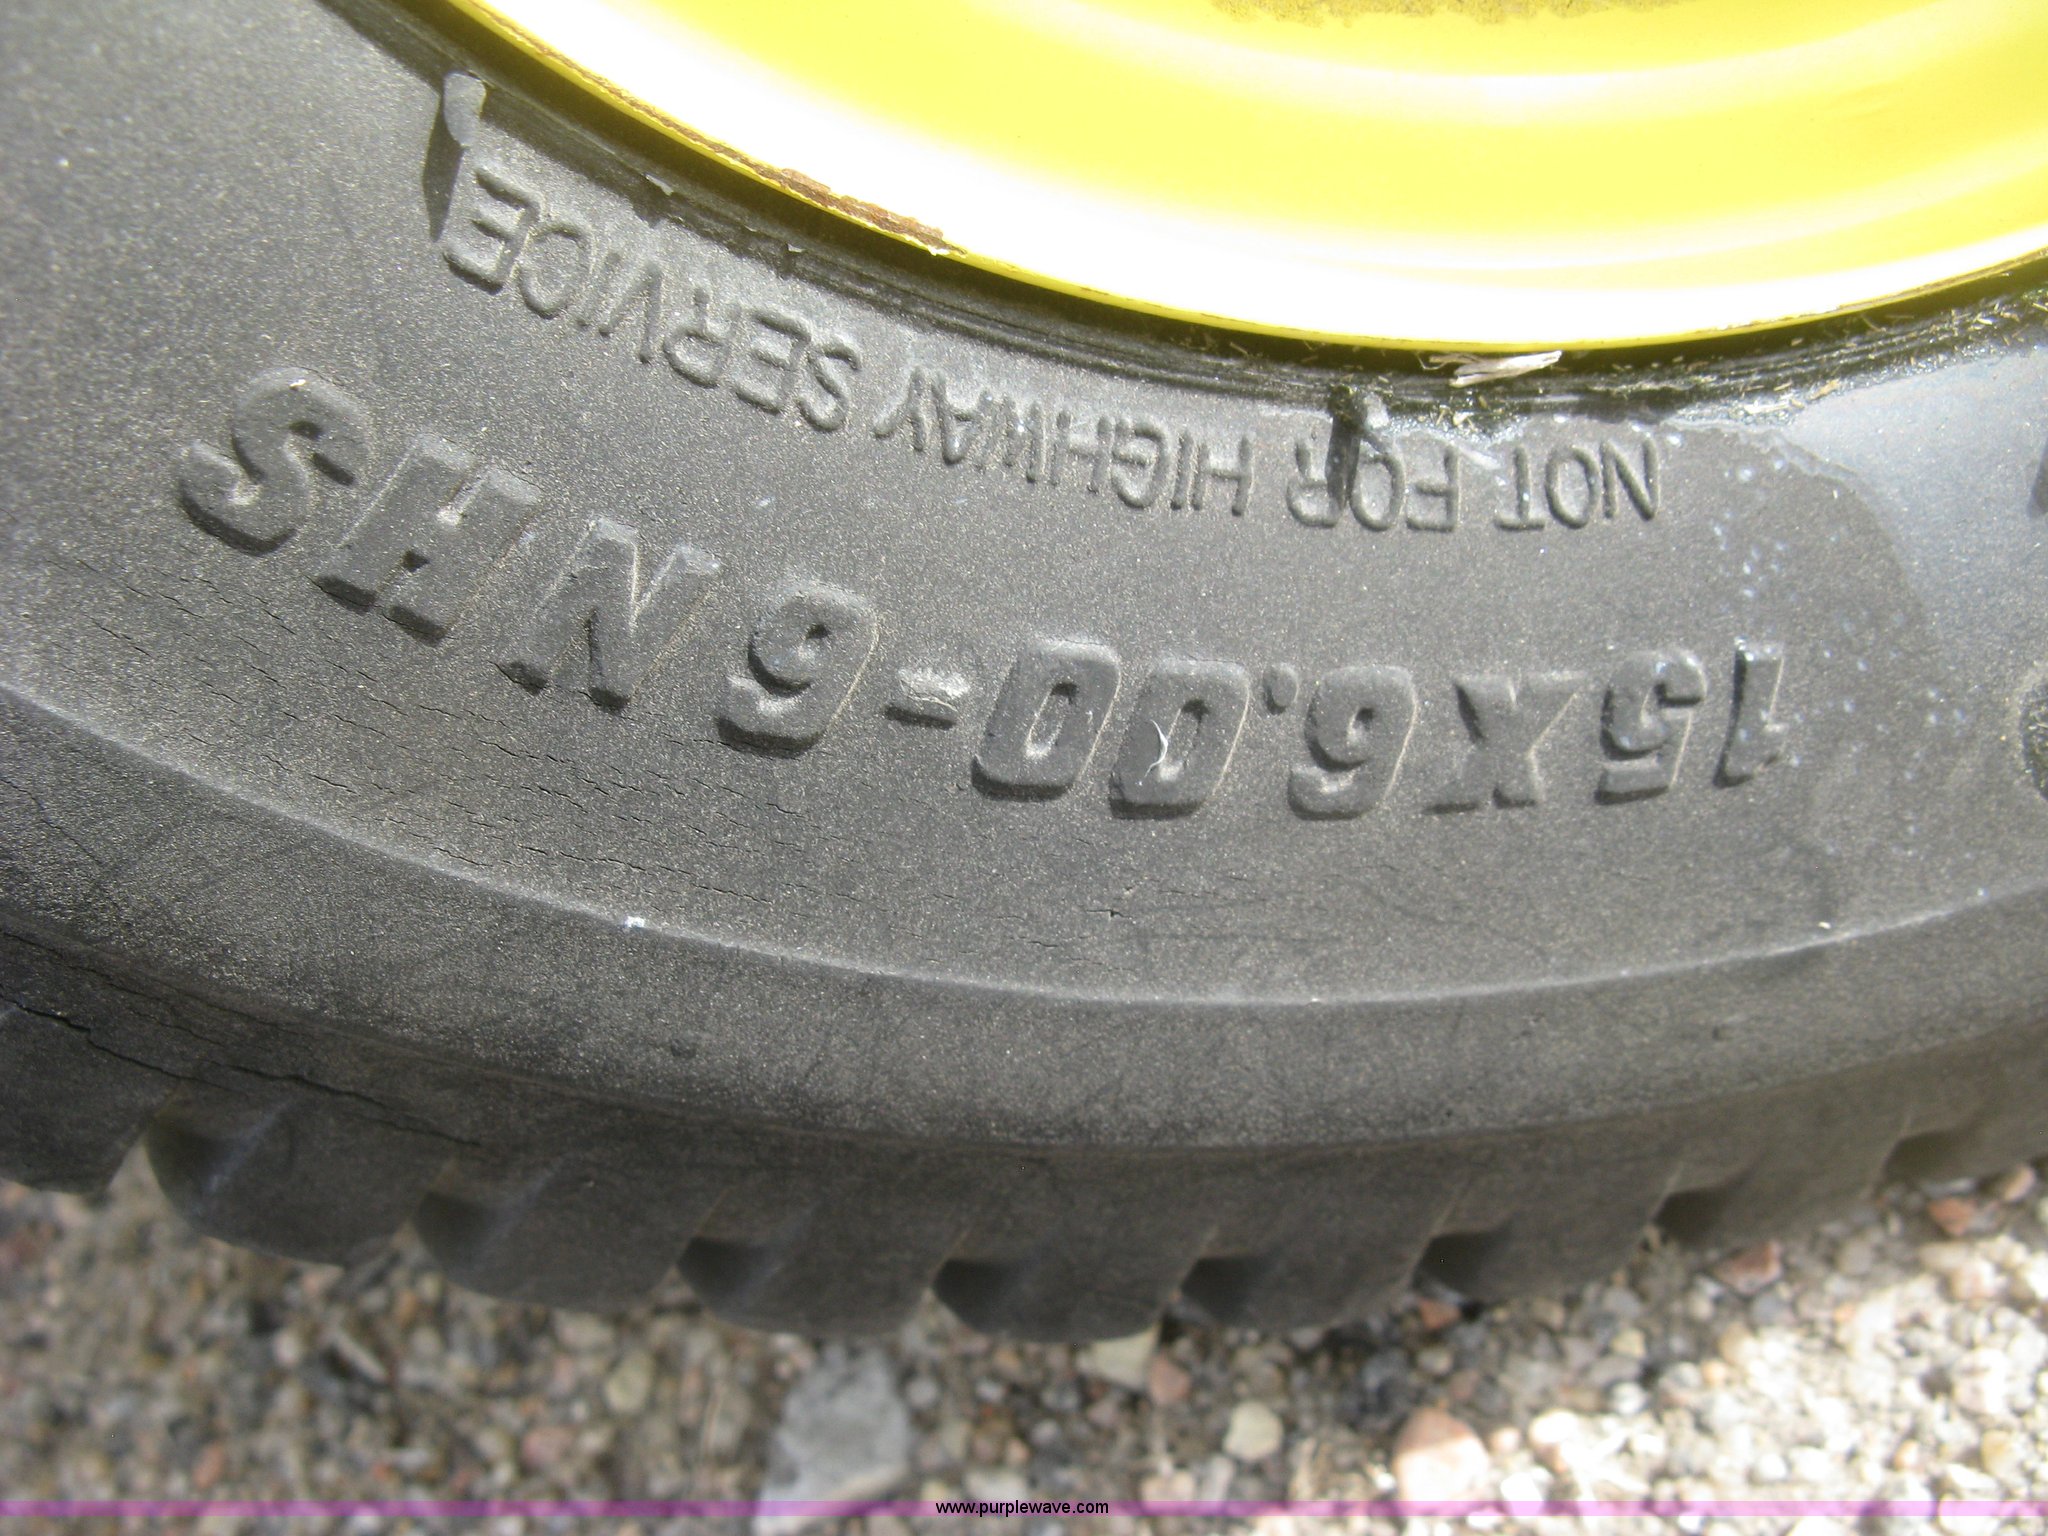 15X6.00-6 NHS
NOT FOR HIGHWAY SERVICE
www.purplewave.com